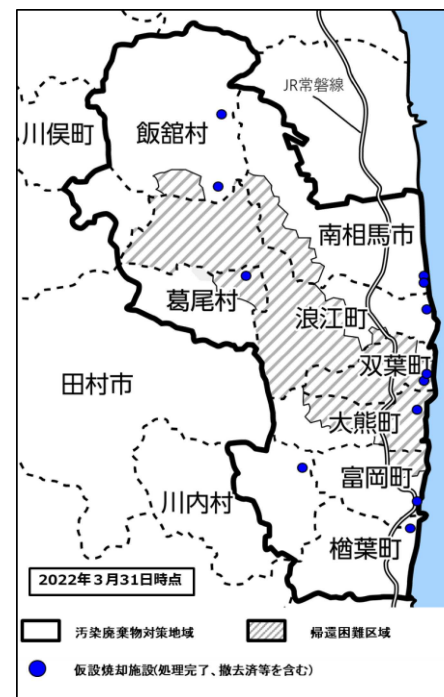 JR常磐線
川俣町
飯舘村
南相馬市
葛尾村
浪江町
双葉町
田村市
大熊町
富岡町
川内村
楢葉町
2022年3月31日時点
汚染廃棄物対策地域
帰還困難区域
仮設焼却施設(処理完了、撤去済等を含む)